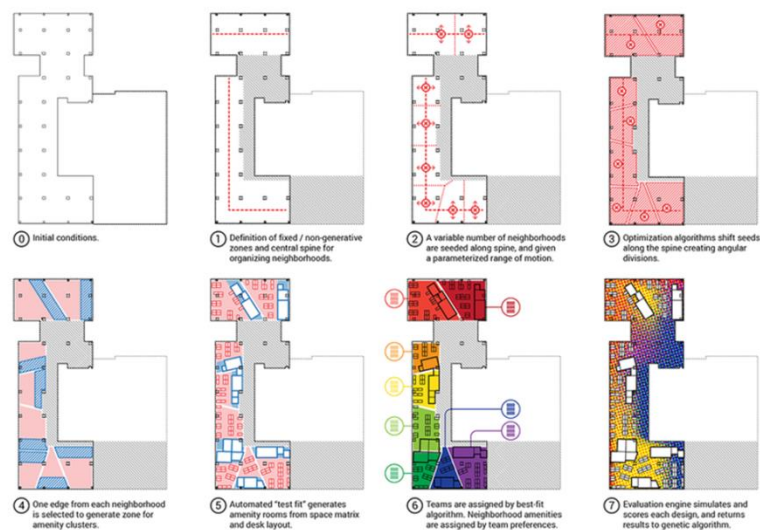 0 Initial conditions.
1 Definition of fixed / non-generative
zones and central spine for
organizing neighborhoods.
2 A variable number of neighborhoods
are seeded along spine, and given
a parameterized range of motion.
3 Optimization algorithms shift seeds
along the spine creating angular
divisions.
4 One edge from each neighborhood
is selected to generate zone for
amenity clusters.
5 Automated "test fit" generates
amenity rooms from space matrix
and desk layout.
6 Teams are assigned by best-fit
algorithm. Neighborhood amenities
are assigned by team preferences.
7 Evaluation engine simulates and
scores each design, and returns
results to genetic algorithm.